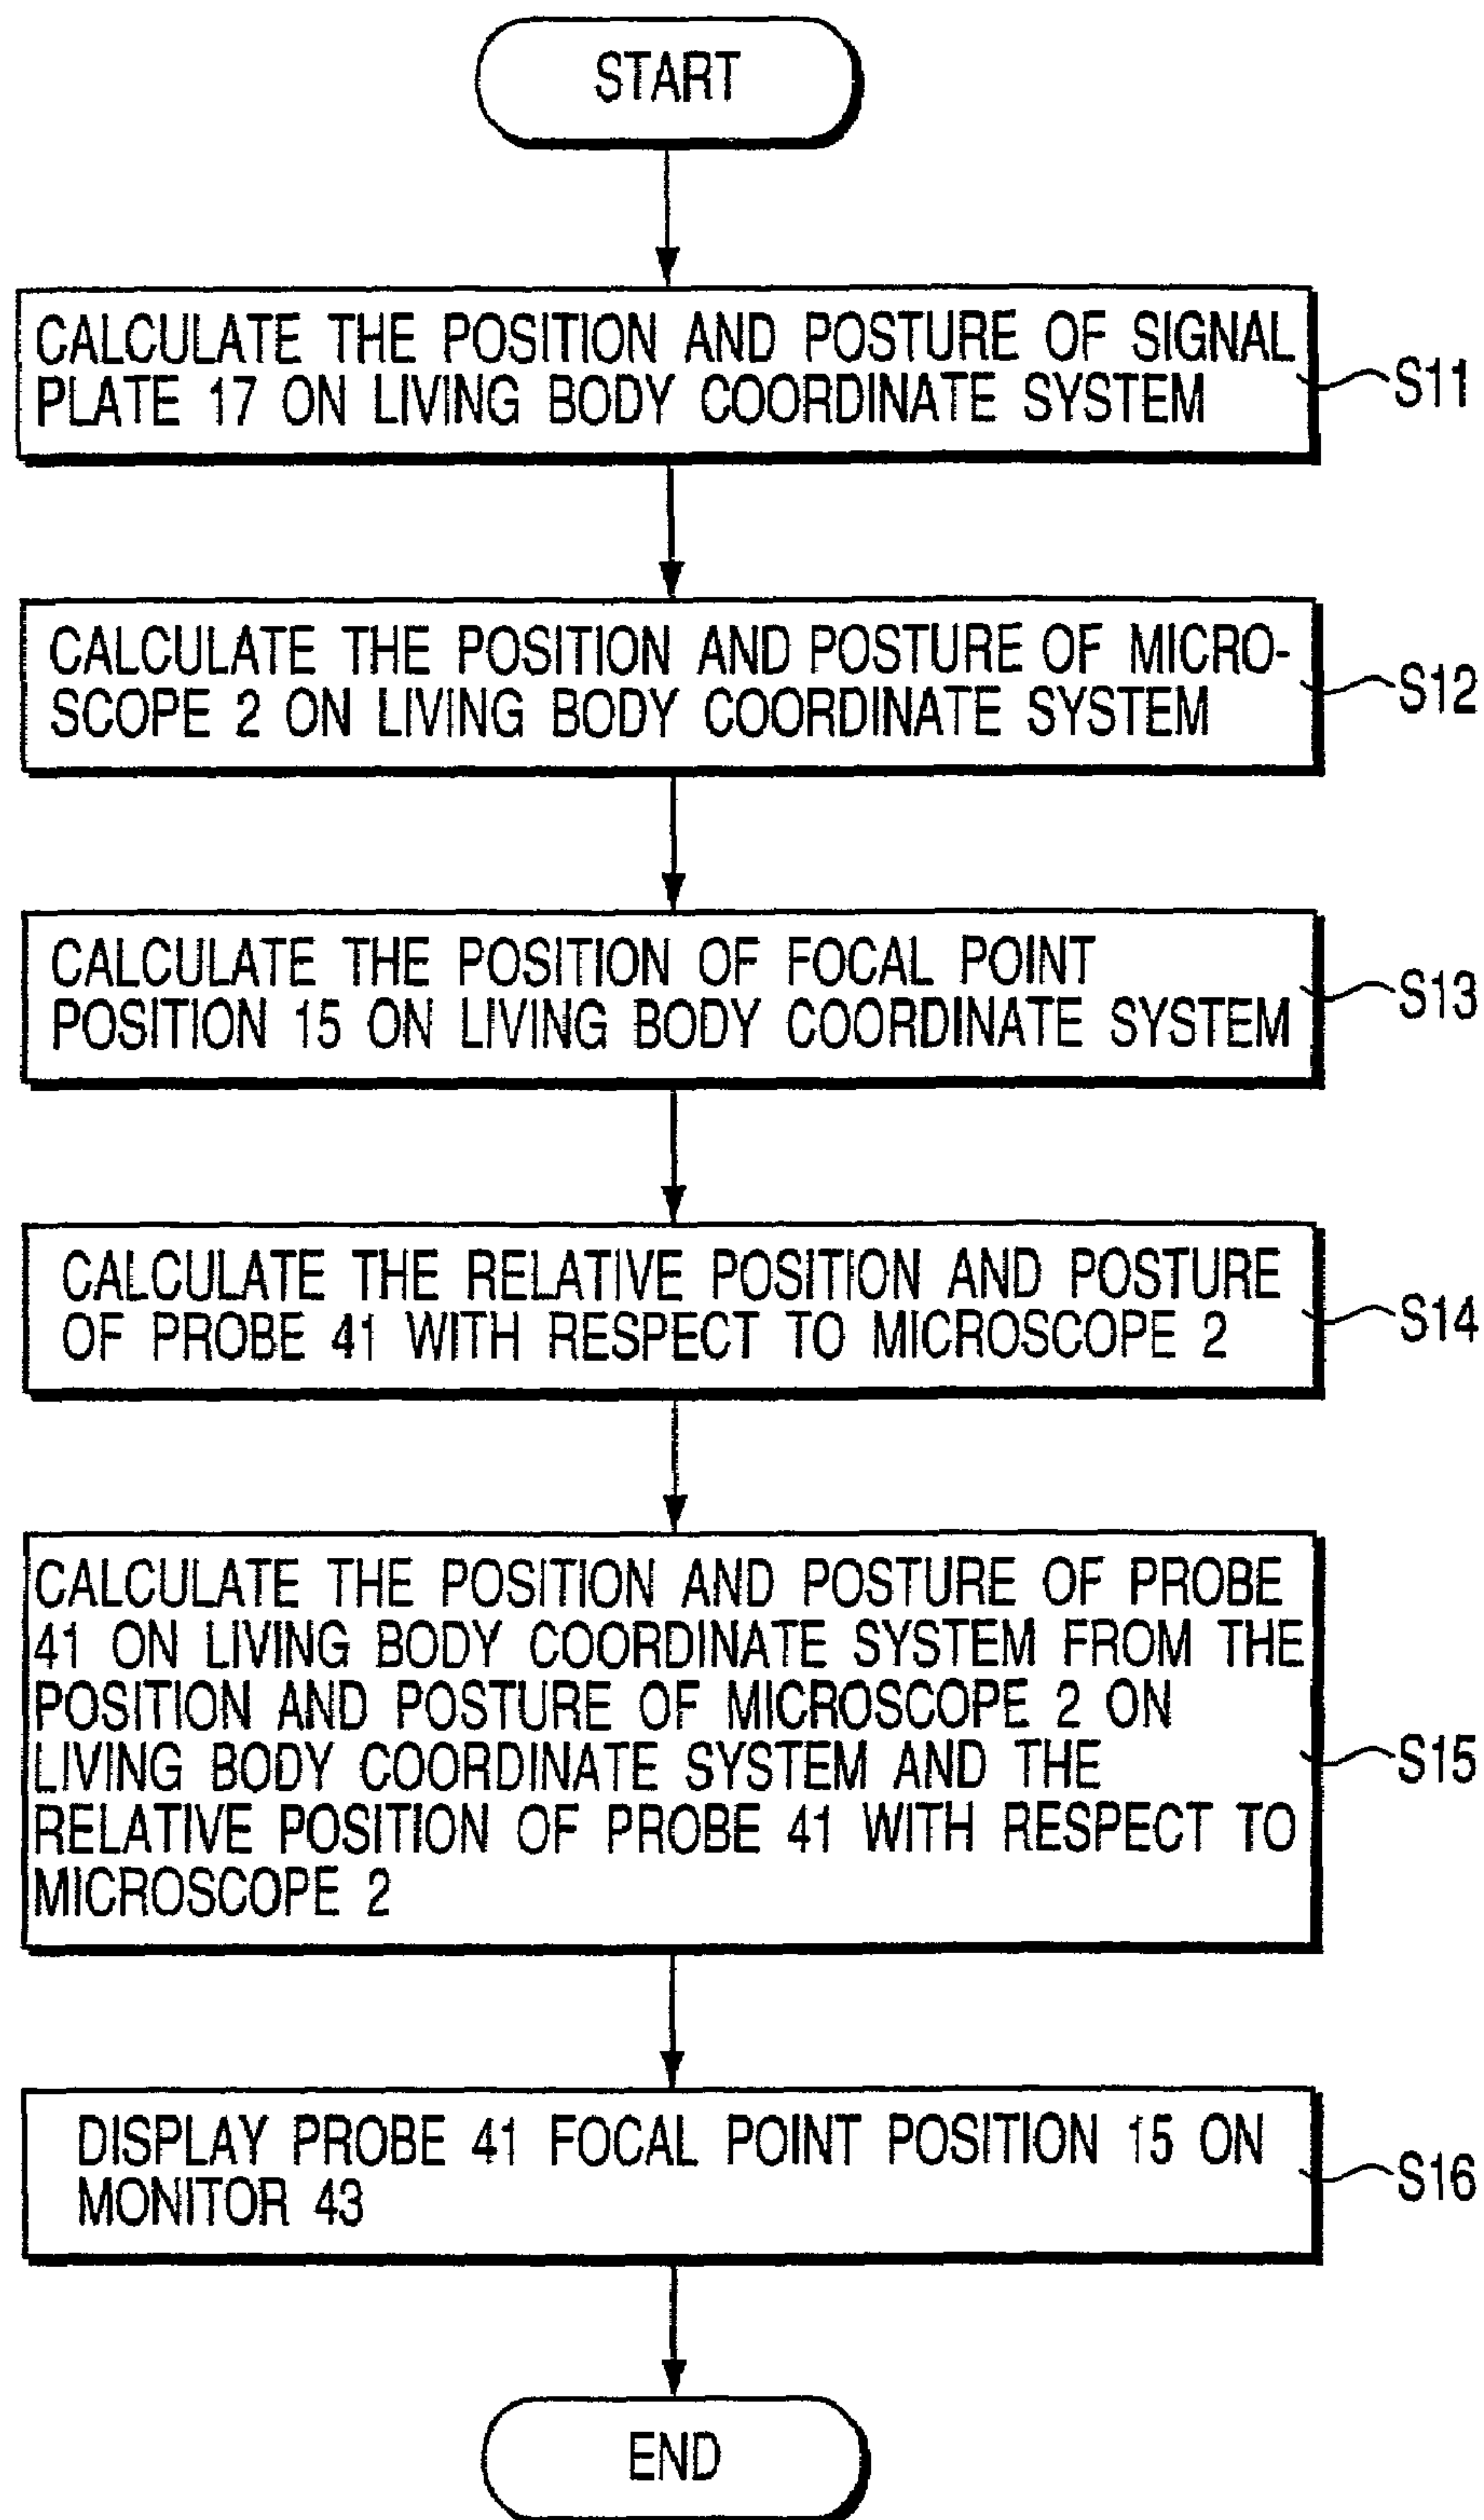 START
CALCULATE THE POSITION AND POSTURE OF SIGNAL
PLATE 17 ON LIVING BODY COORDINATE SYSTEM
S11
CALCULATE THE POSITION AND POSTURE OF MICRO-
SCOPE 2 ON LIVING BODY COORDINATE SYSTEM
S12
CALCULATE THE POSITION OF FOCAL POINT
POSITION 15 ON LIVING BODY COORDINATE SYSTEM
S13
CALCULATE THE RELATIVE POSITION AND POSTURE
OF PROBE 41 WITH RESPECT TO MICROSCOPE 2
S14
CALCULATE THE POSITION AND POSTURE OF PROBE
41 ON LIVING BODY COORDINATE SYSTEM FROM THE
POSITION AND POSTURE OF MICROSCOPE 2 ON
LIVING BODY COORDINATE SYSTEM AND THE
RELATIVE POSITION OF PROBE 41 WITH RESPECT TO
MICROSCOPE 2
S15
DISPLAY PROBE 41 FOCAL POINT POSITION 15 ON
MONITOR 43
S16
END